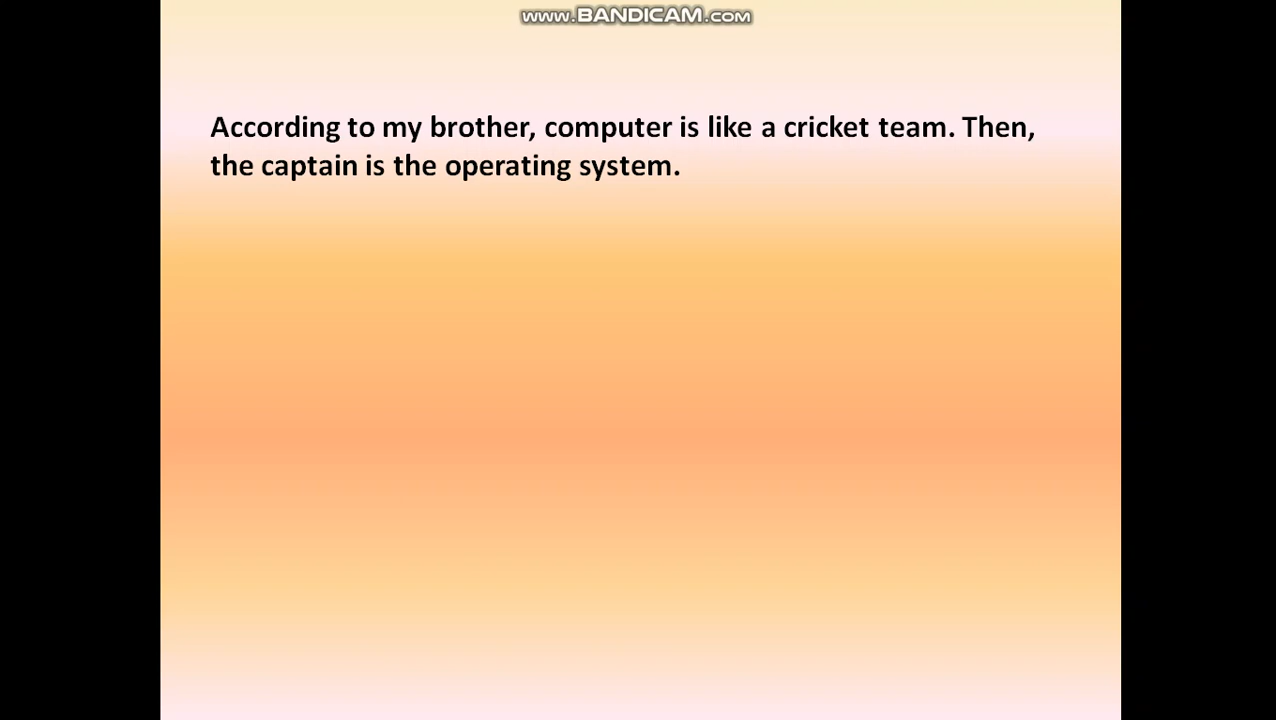 www.BANDICAM.com
According to my brother, computer is like a cricket team. Then,
the captain is the operating system.